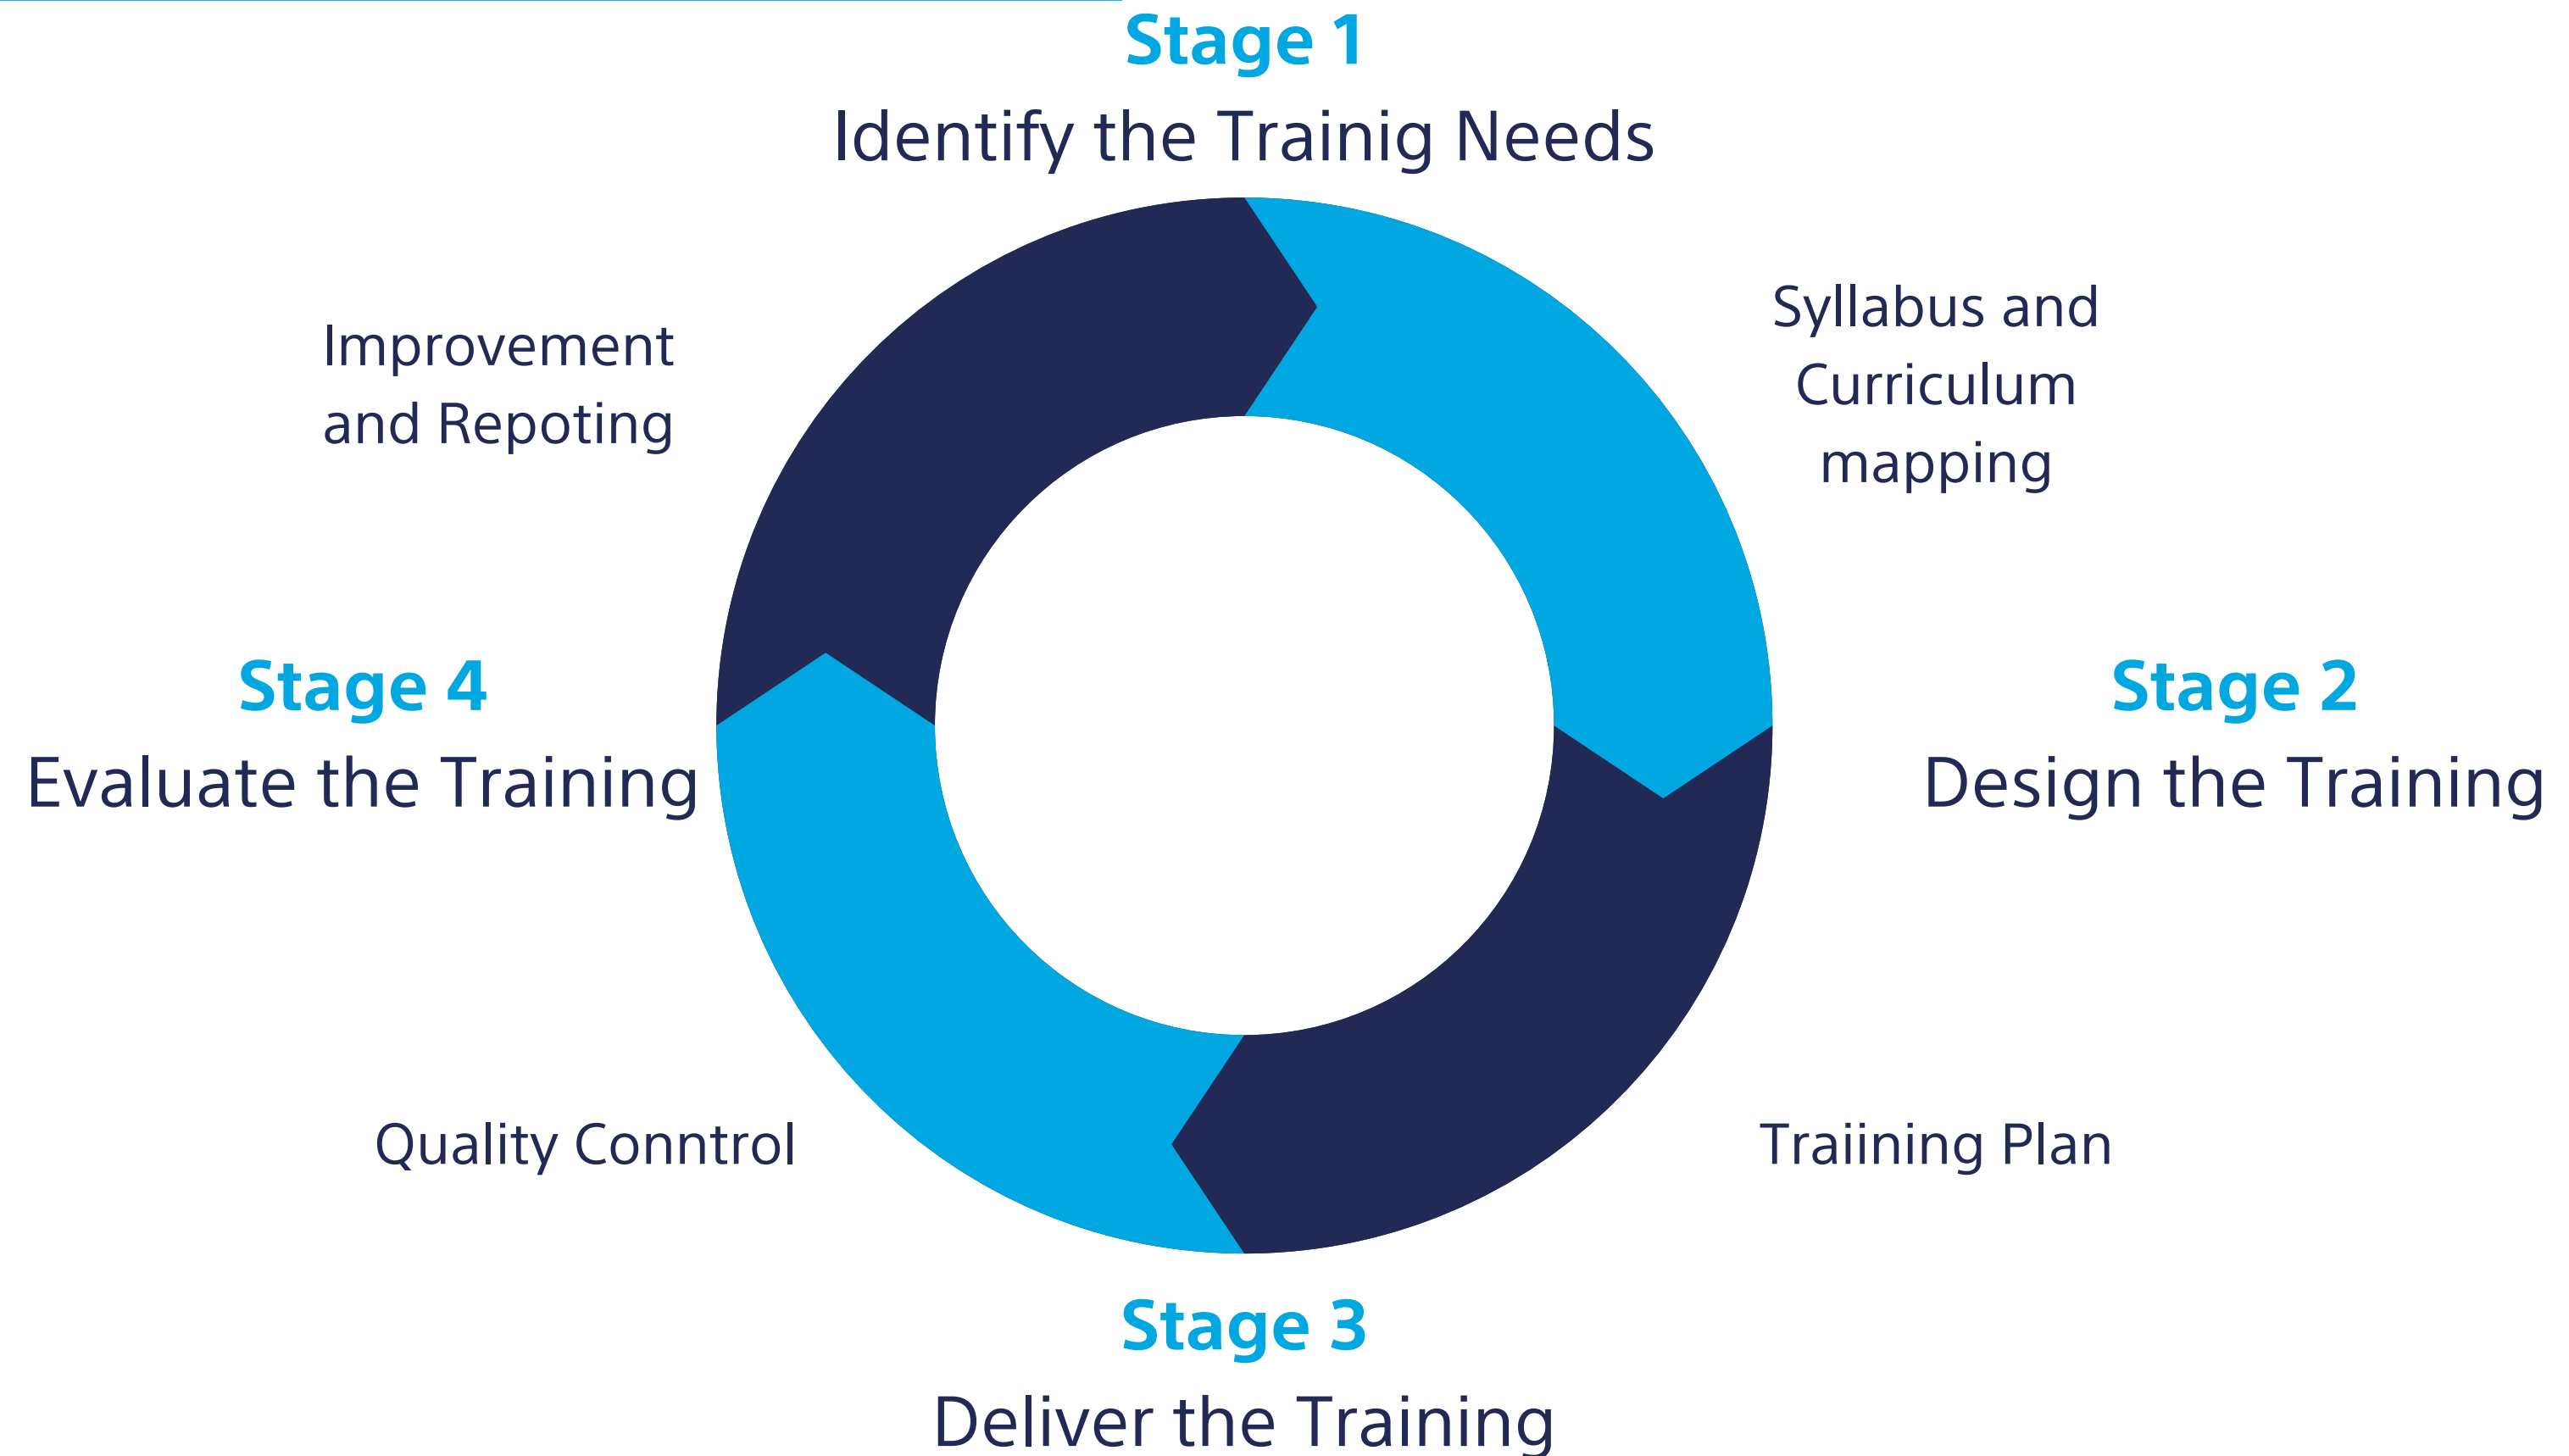 Stage 1
Identify the Trainig Needs
Syllabus and
Curriculum
mapping
Improvement
and Repoting
Stage 4
Evaluate the Training
Stage 2
Design the Training
Quality Conntrol
Traiining Plan
Stage 3
Deliver the Training